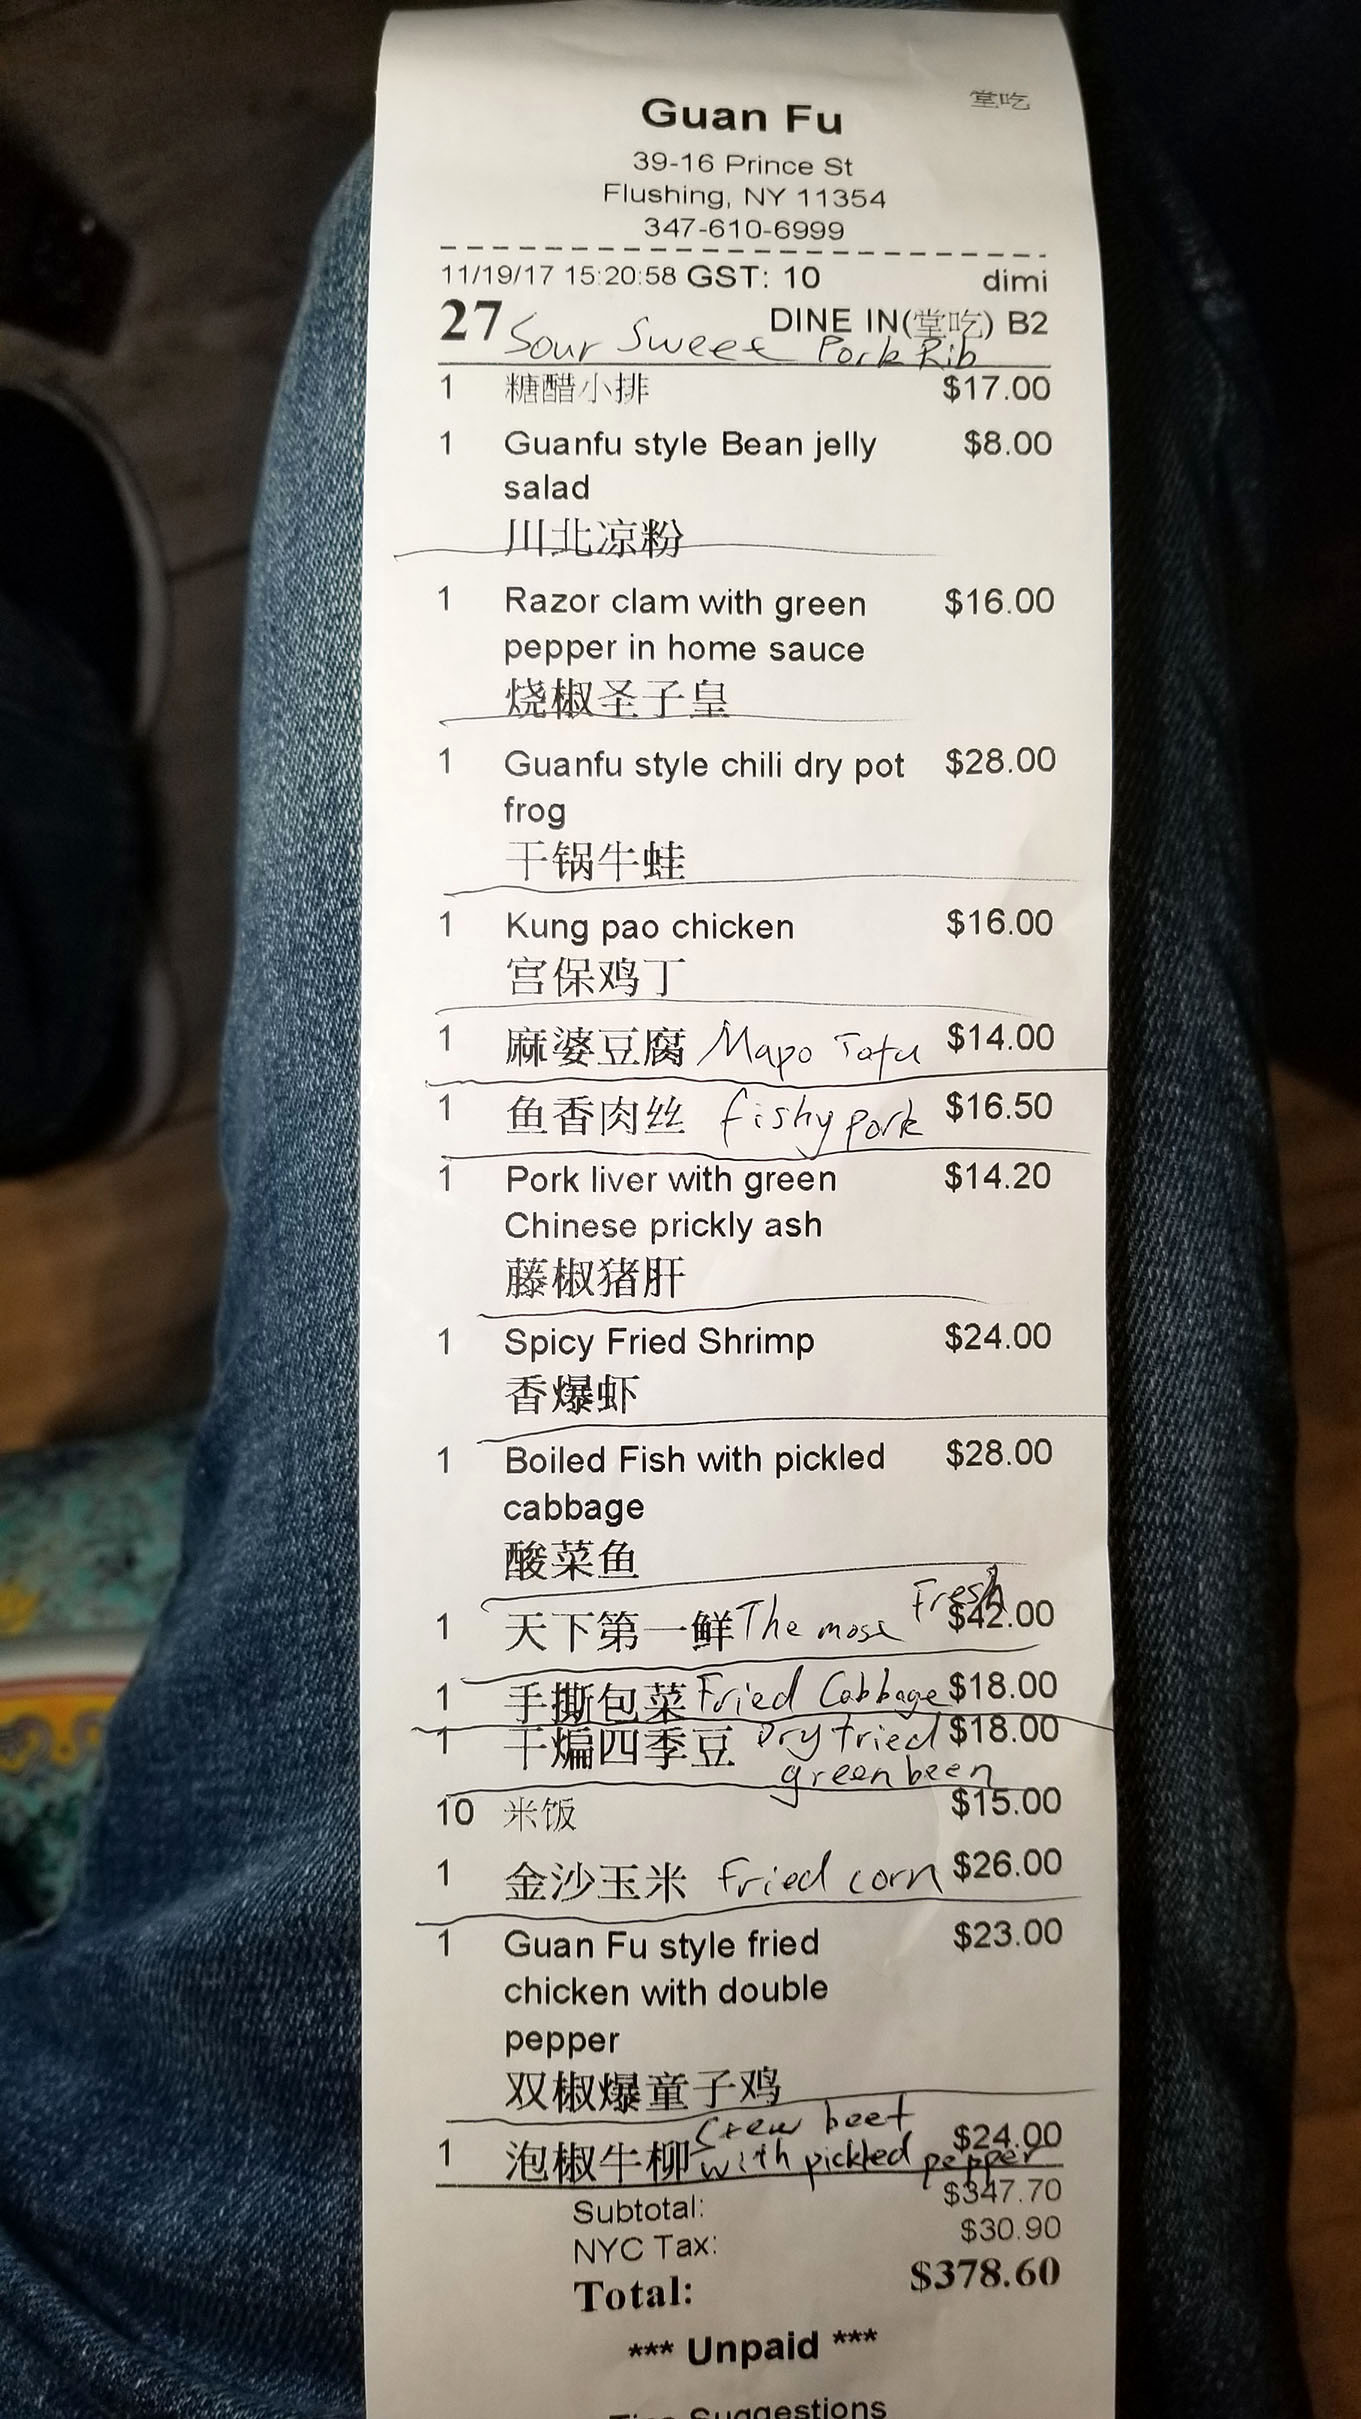 堂吃
Guan Fu
39-16 Prince St
Flushing, NY 11354
347-610-6999
11/19/17 15:20:58 GST: 10 dimi
27 DINE IN(堂吃) B2
Sour Sweet Pork Rib
1 糖醋小排 $17.00
1 Guanfu style Bean jelly $8.00
salad
川北凉粉
1 Razor clam with green $16.00
pepper in home sauce
烧椒圣子皇
1 Guanfu style chili dry pot $28.00
frog
干锅牛蛙
1 Kung pao chicken $16.00
宫保鸡丁
1 麻婆豆腐 Mapo Tofu $14.00
1 鱼香肉丝 fishy pork $16.50
1 Pork liver with green $14.20
Chinese prickly ash
藤椒猪肝
1 Spicy Fried Shrimp $24.00
香爆虾
1 Boiled Fish with pickled $28.00
cabbage
酸菜鱼
1 天下第一鲜 The most Fresh $42.00
1 手撕包菜 Fried Cabbage $18.00
1 干煸四季豆 Dry fried $18.00
green been
10 米饭 $15.00
1 金沙玉米 Fried corn $26.00
1 Guan Fu style fried $23.00
chicken with double
pepper
双椒爆童子鸡
Stew beef
1 泡椒牛柳 with pickled pepper $24.00
Subtotal: $347.70
NYC Tax: $30.90
Total: $378.60
*** Unpaid ***
Suggestions